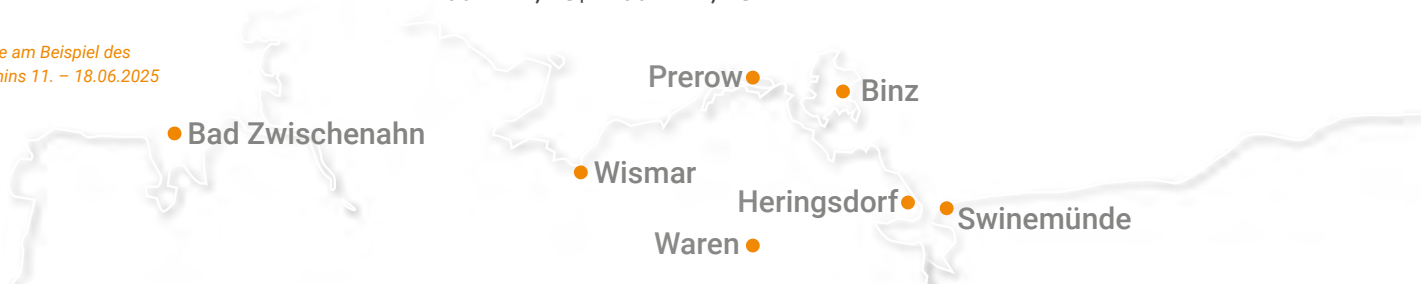 e am Beispiel des
ins 11. – 18.06.2025
Prerow
Binz
Bad Zwischenahn
Wismar
Heringsdorf
Swinemünde
Waren